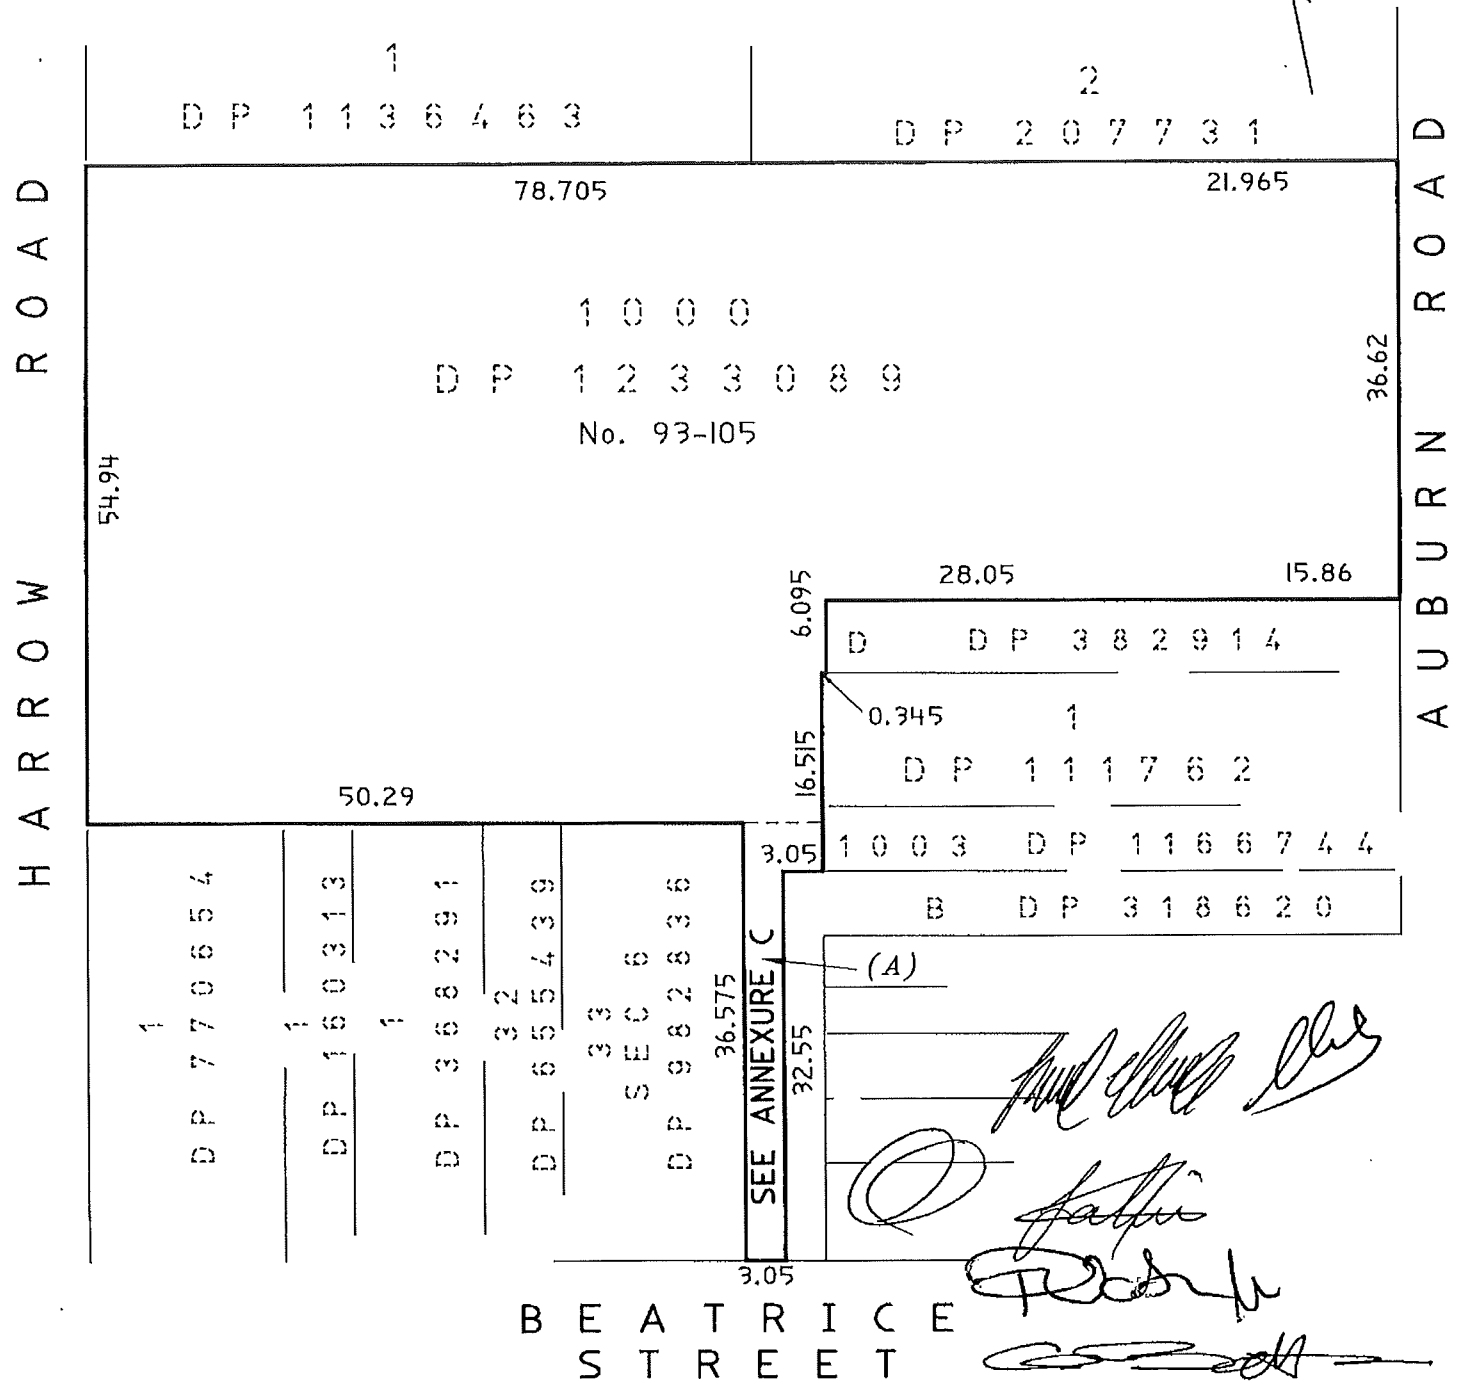 1
DP 1136463
2
DP 207731
HARROW ROAD
AUBURN ROAD
78.705
21.965
1000
DP 1233089
No. 93-105
54.94
36.62
28.05
15.86
6.095
D DP 382914
0.345
1
16.515
DP 111762
50.29
3.05
1003 DP 1166744
B DP 318620
1
DP 770654
1
DP 160313
1
DP 368291
32
DP 655439
33
SEC 6
DP 982836
36.575
SEE ANNEXURE C
(A)
32.55
3.05
BEATRICE
STREET